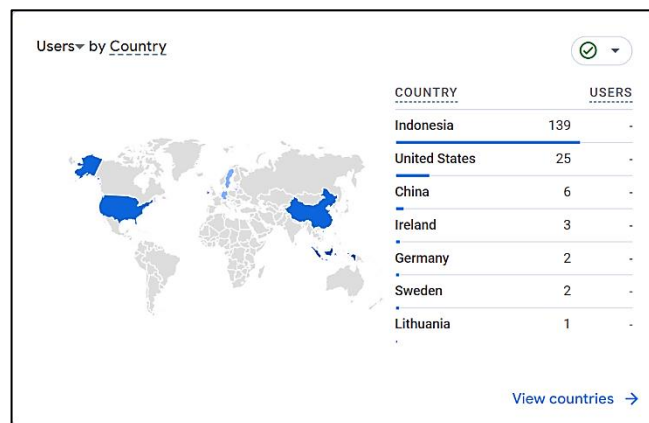 Users by Country
COUNTRY USERS
Indonesia 139 -
United States 25 -
China 6 -
Ireland 3 -
Germany 2 -
Sweden 2 -
Lithuania 1 -
View countries →